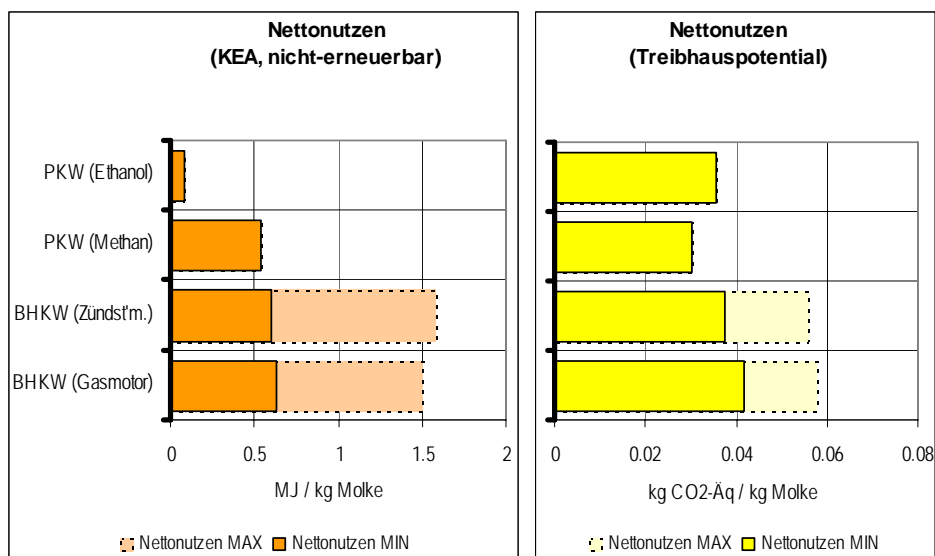 Nettonutzen
(KEA, nicht-erneuerbar)
PKW (Ethanol)
PKW (Methan)
BHKW (Zündst'm.)
BHKW (Gasmotor)
0 0.5 1 1.5 2
MJ / kg Molke
Nettonutzen MAX Nettonutzen MIN
Nettonutzen
(Treibhauspotential)
0 0.02 0.04 0.06 0.08
kg CO2-Äq / kg Molke
Nettonutzen MAX Nettonutzen MIN